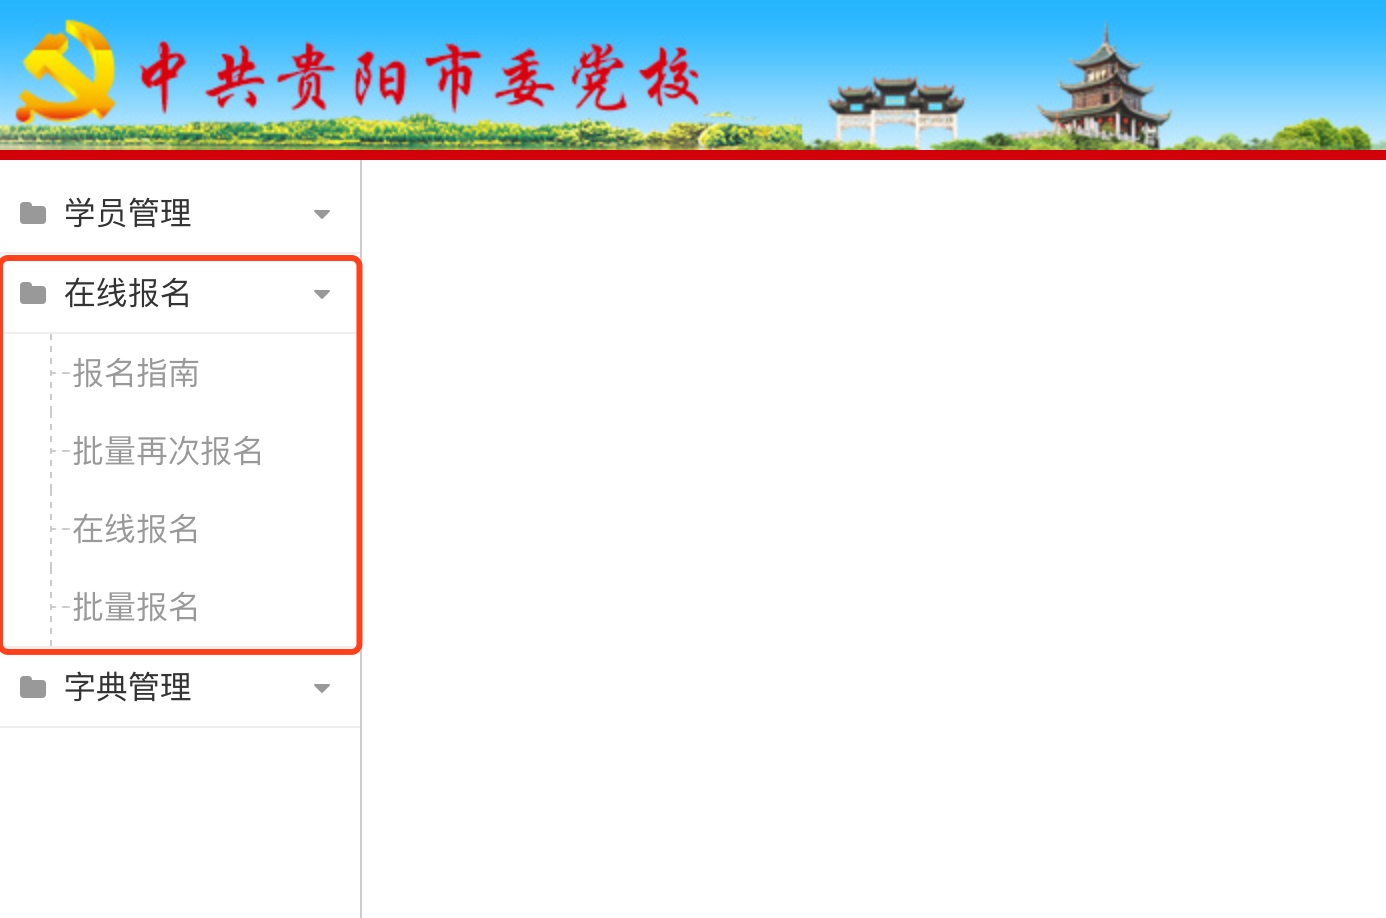 中共贵阳市委党校
学员管理
在线报名
报名指南
批量再次报名
在线报名
批量报名
字典管理